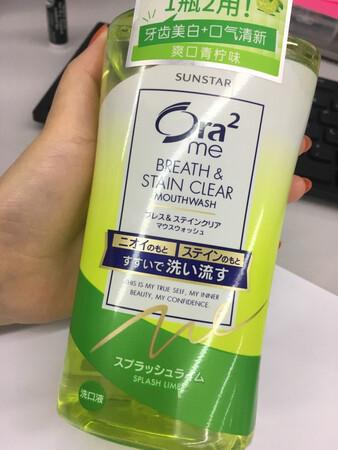 1瓶2用!
牙齿美白+口气清新
爽口青柠味
SUNSTAR
Ora²
me
BREATH &
STAIN CLEAR
MOUTHWASH
ブレス&ステインクリア
マウスウォッシュ
ニオイのもと ステインのもと
すすいで洗い流す
THIS IS MY TRUE SELF, MY INNER
BEAUTY, MY CONFIDENCE
me
スプラッシュライム
SPLASH LIME
洗口液